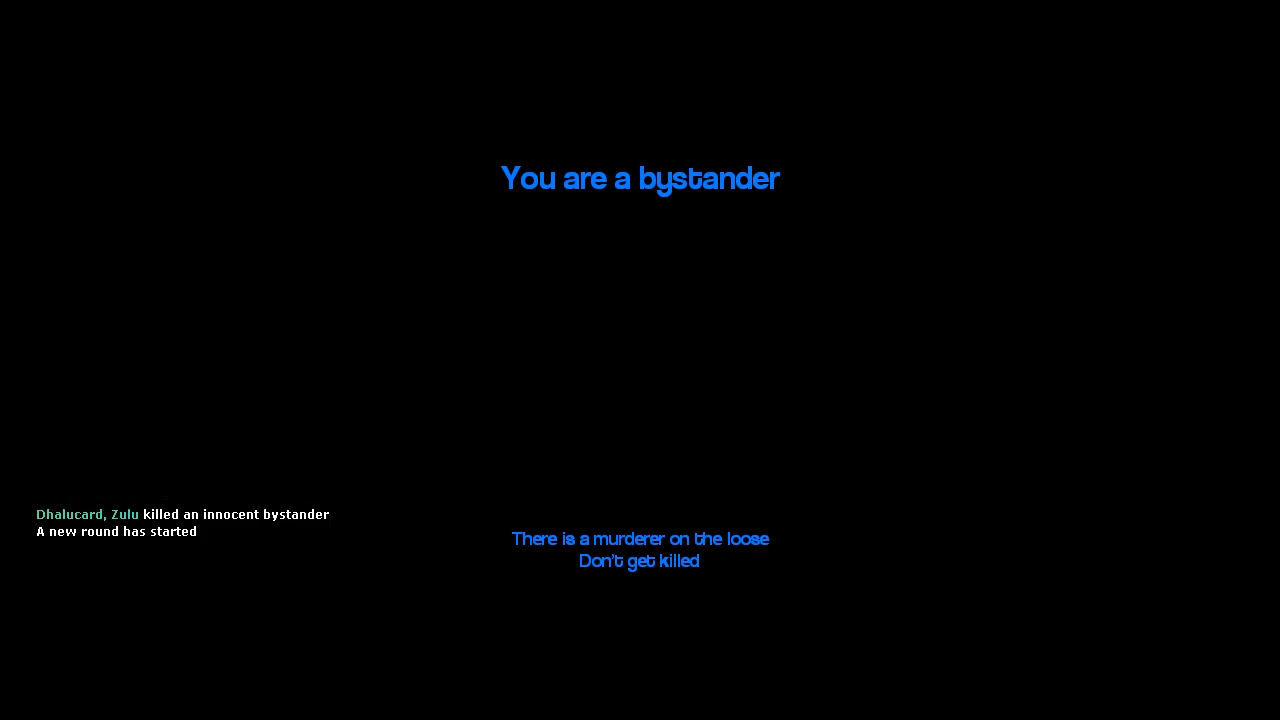 You are a bystander
Dhalucard, Zulu killed an innocent bystander
A new round has started
There is a murderer on the loose
Don't get killed